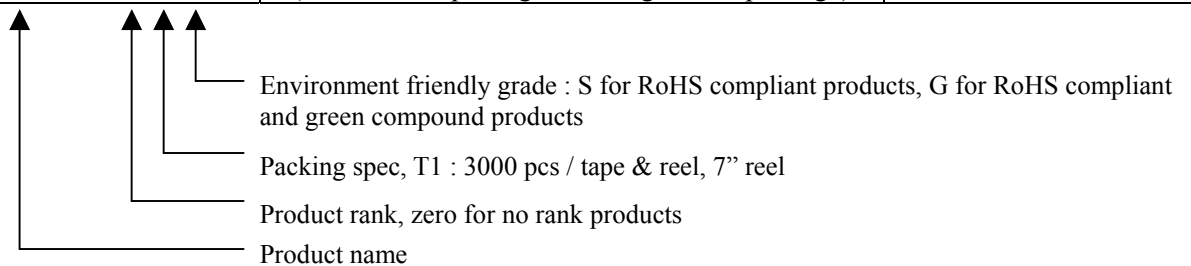 Environment friendly grade : S for RoHS compliant products, G for RoHS compliant
and green compound products
Packing spec, T1 : 3000 pcs / tape & reel, 7” reel
Product rank, zero for no rank products
Product name